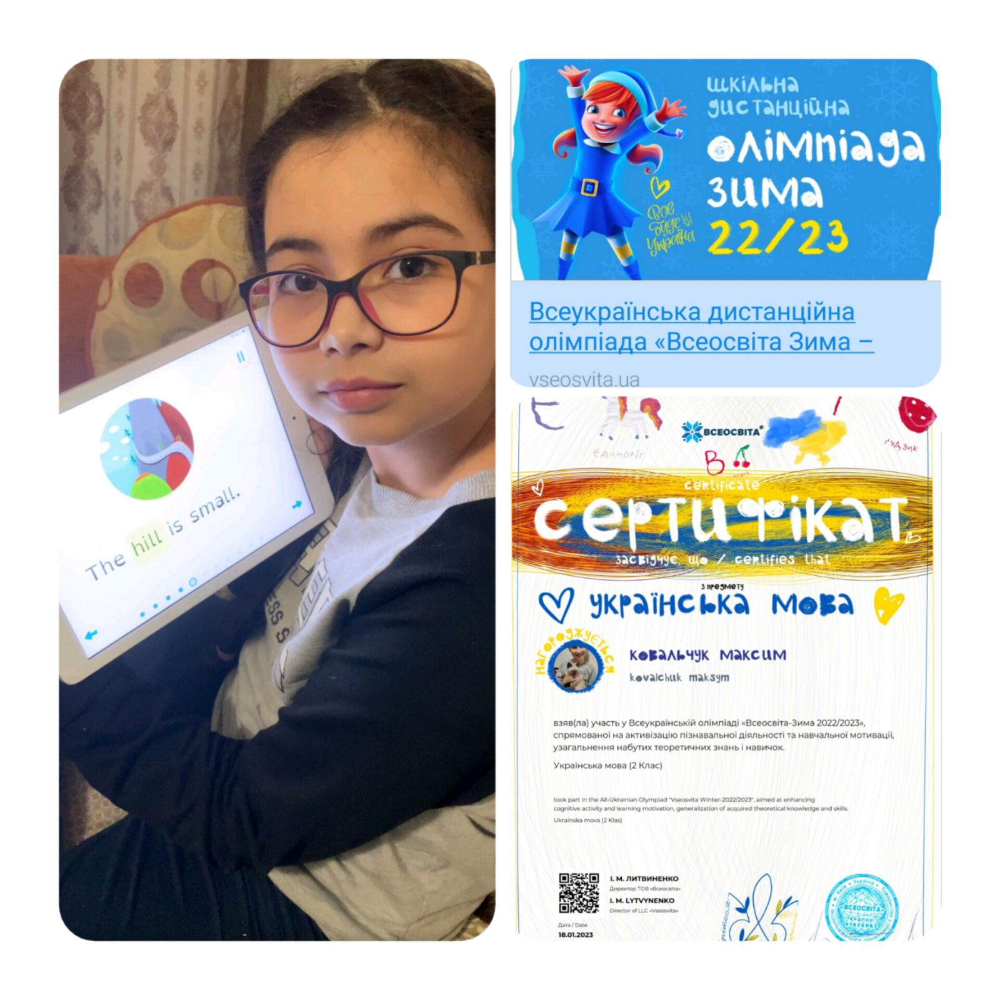 The hill is small.
шкільна
дистанційна
олімпіада
зима
22/23
Все
буде
Україна
Всеукраїнська дистанційна
олімпіада «Всеосвіта Зима –
vseosvita.ua
Є
ВСЕОСВІТА
ЄДИНОРІГ
В
ҐУДЗИК
certificate
сертифікат
засвідчує, що / certifies that
з предмету
українська мова
нагороджується
ковальчук максим
kovalchuk maksym
взяв(ла) участь у Всеукраїнській олімпіаді «Всеосвіта-Зима 2022/2023»,
спрямованої на активізацію пізнавальної діяльності та навчальної мотивації,
узагальнення набутих теоретичних знань і навичок.
Українська мова (2 Клас)
took part in the All-Ukrainian Olympiad "Vseosvita Winter-2022/2023", aimed at enhancing
cognitive activity and learning motivation, generalization of acquired theoretical knowledge and skills.
Ukrainska mova (2 Klas)
І. М. ЛИТВИНЕНКО
Директор ТОВ «Всеосвіта»
I. M. LYTVYNENKO
Director of LLC «Vseosvita»
Дата / Date
18.01.2023
м. Київ • Україна
«ВСЕОСВІТА»